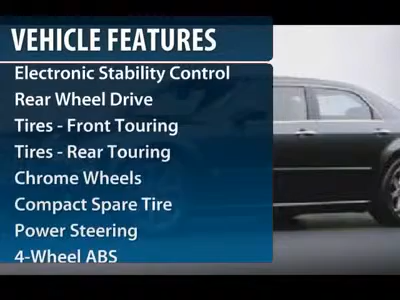 VEHICLE FEATURES
Electronic Stability Control
Rear Wheel Drive
Tires - Front Touring
Tires - Rear Touring
Chrome Wheels
Compact Spare Tire
Power Steering
4-Wheel ABS